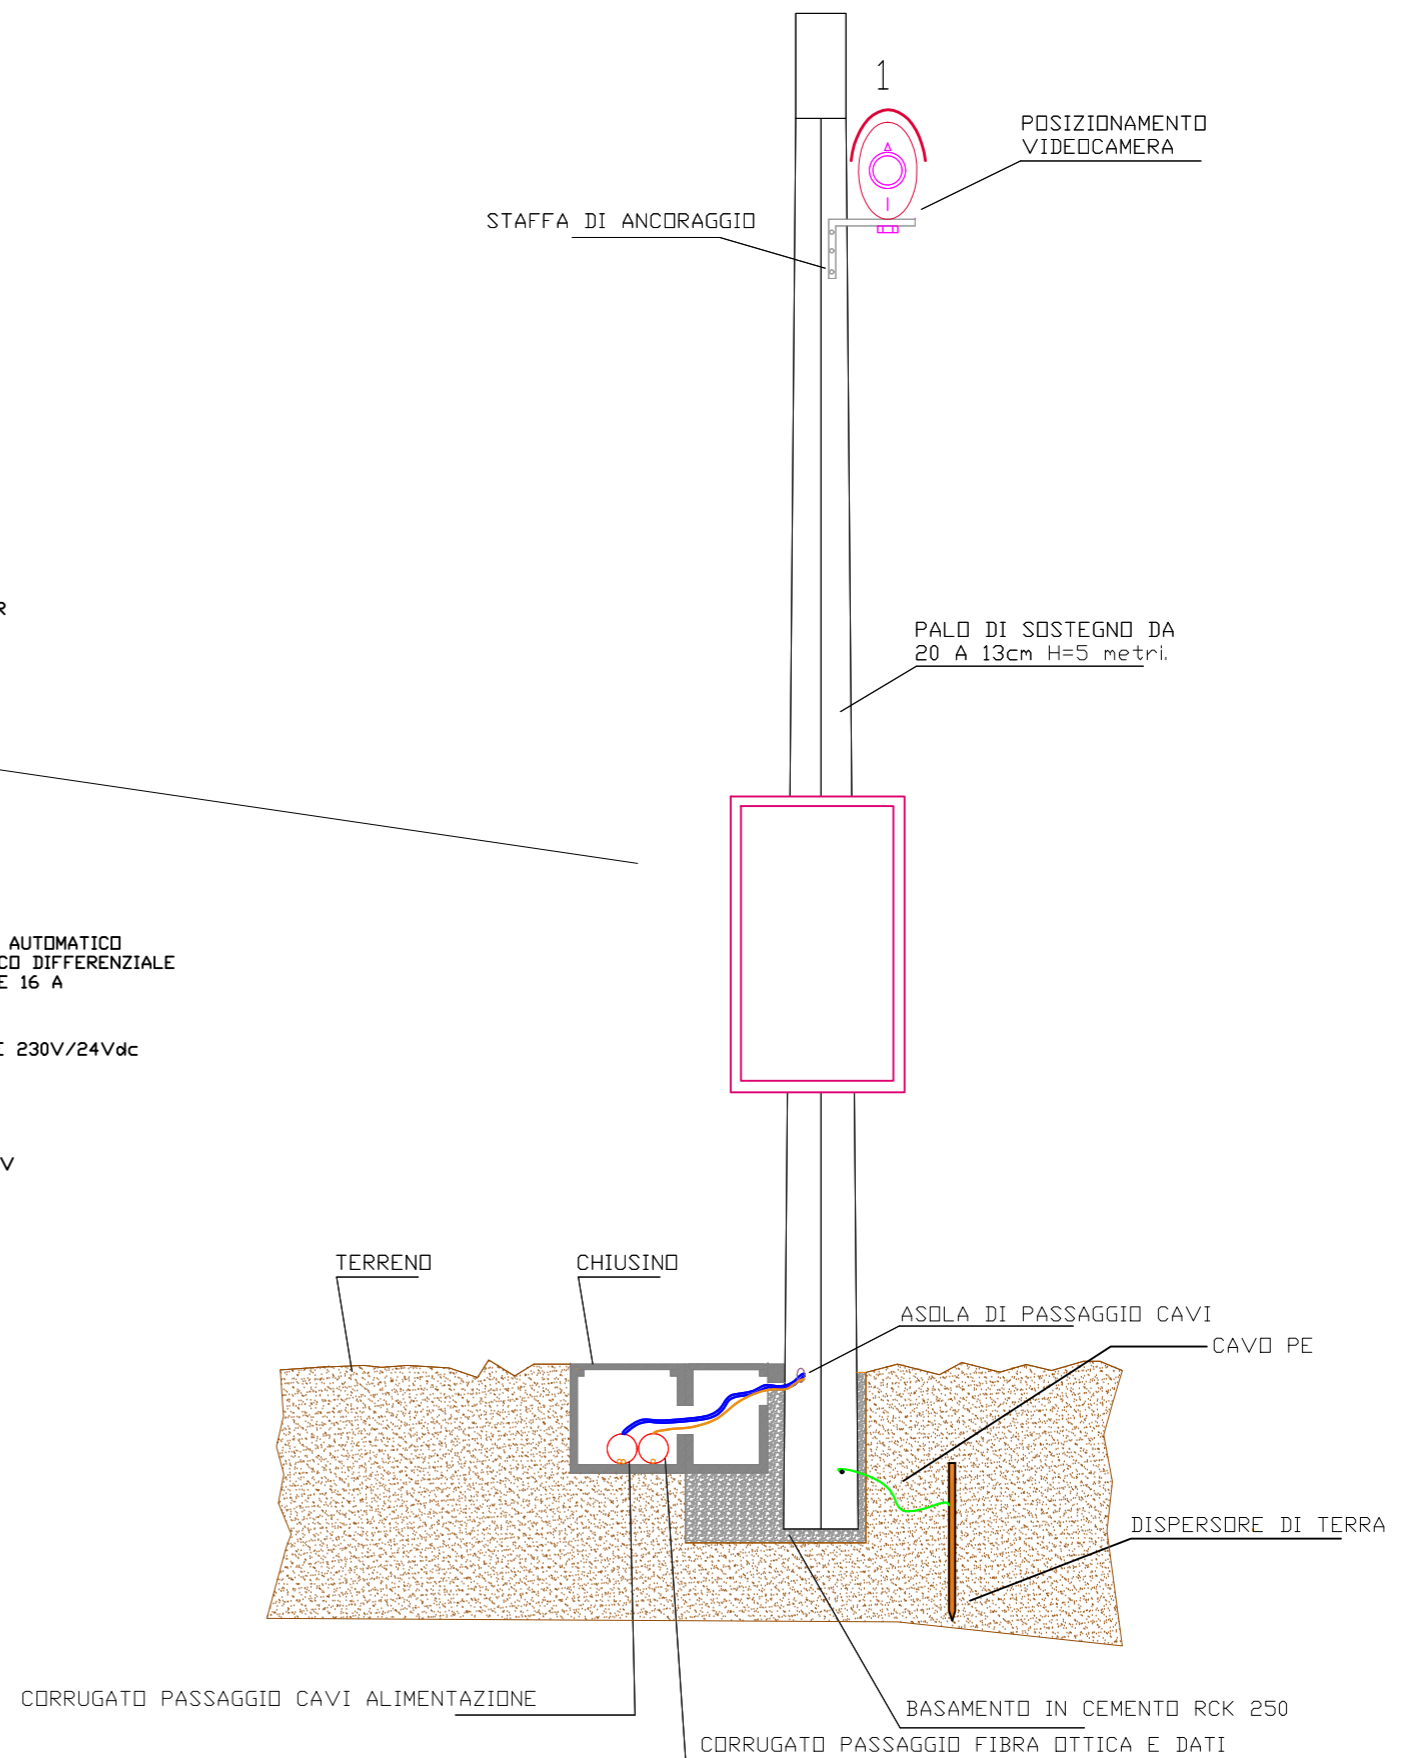 1
POSIZIONAMENTO
VIDEOCAMERA
STAFFA DI ANCORAGGIO
R
PALO DI SOSTEGNO DA
20 A 13cm H=5 metri.
AUTOMATICO
CO DIFFERENZIALE
E 16 A
E 230V/24Vdc
V
TERRENO
CHIUSINO
ASOLA DI PASSAGGIO CAVI
CAVO PE
DISPERSORE DI TERRA
CORRUGATO PASSAGGIO CAVI ALIMENTAZIONE
BASAMENTO IN CEMENTO RCK 250
CORRUGATO PASSAGGIO FIBRA OTTICA E DATI